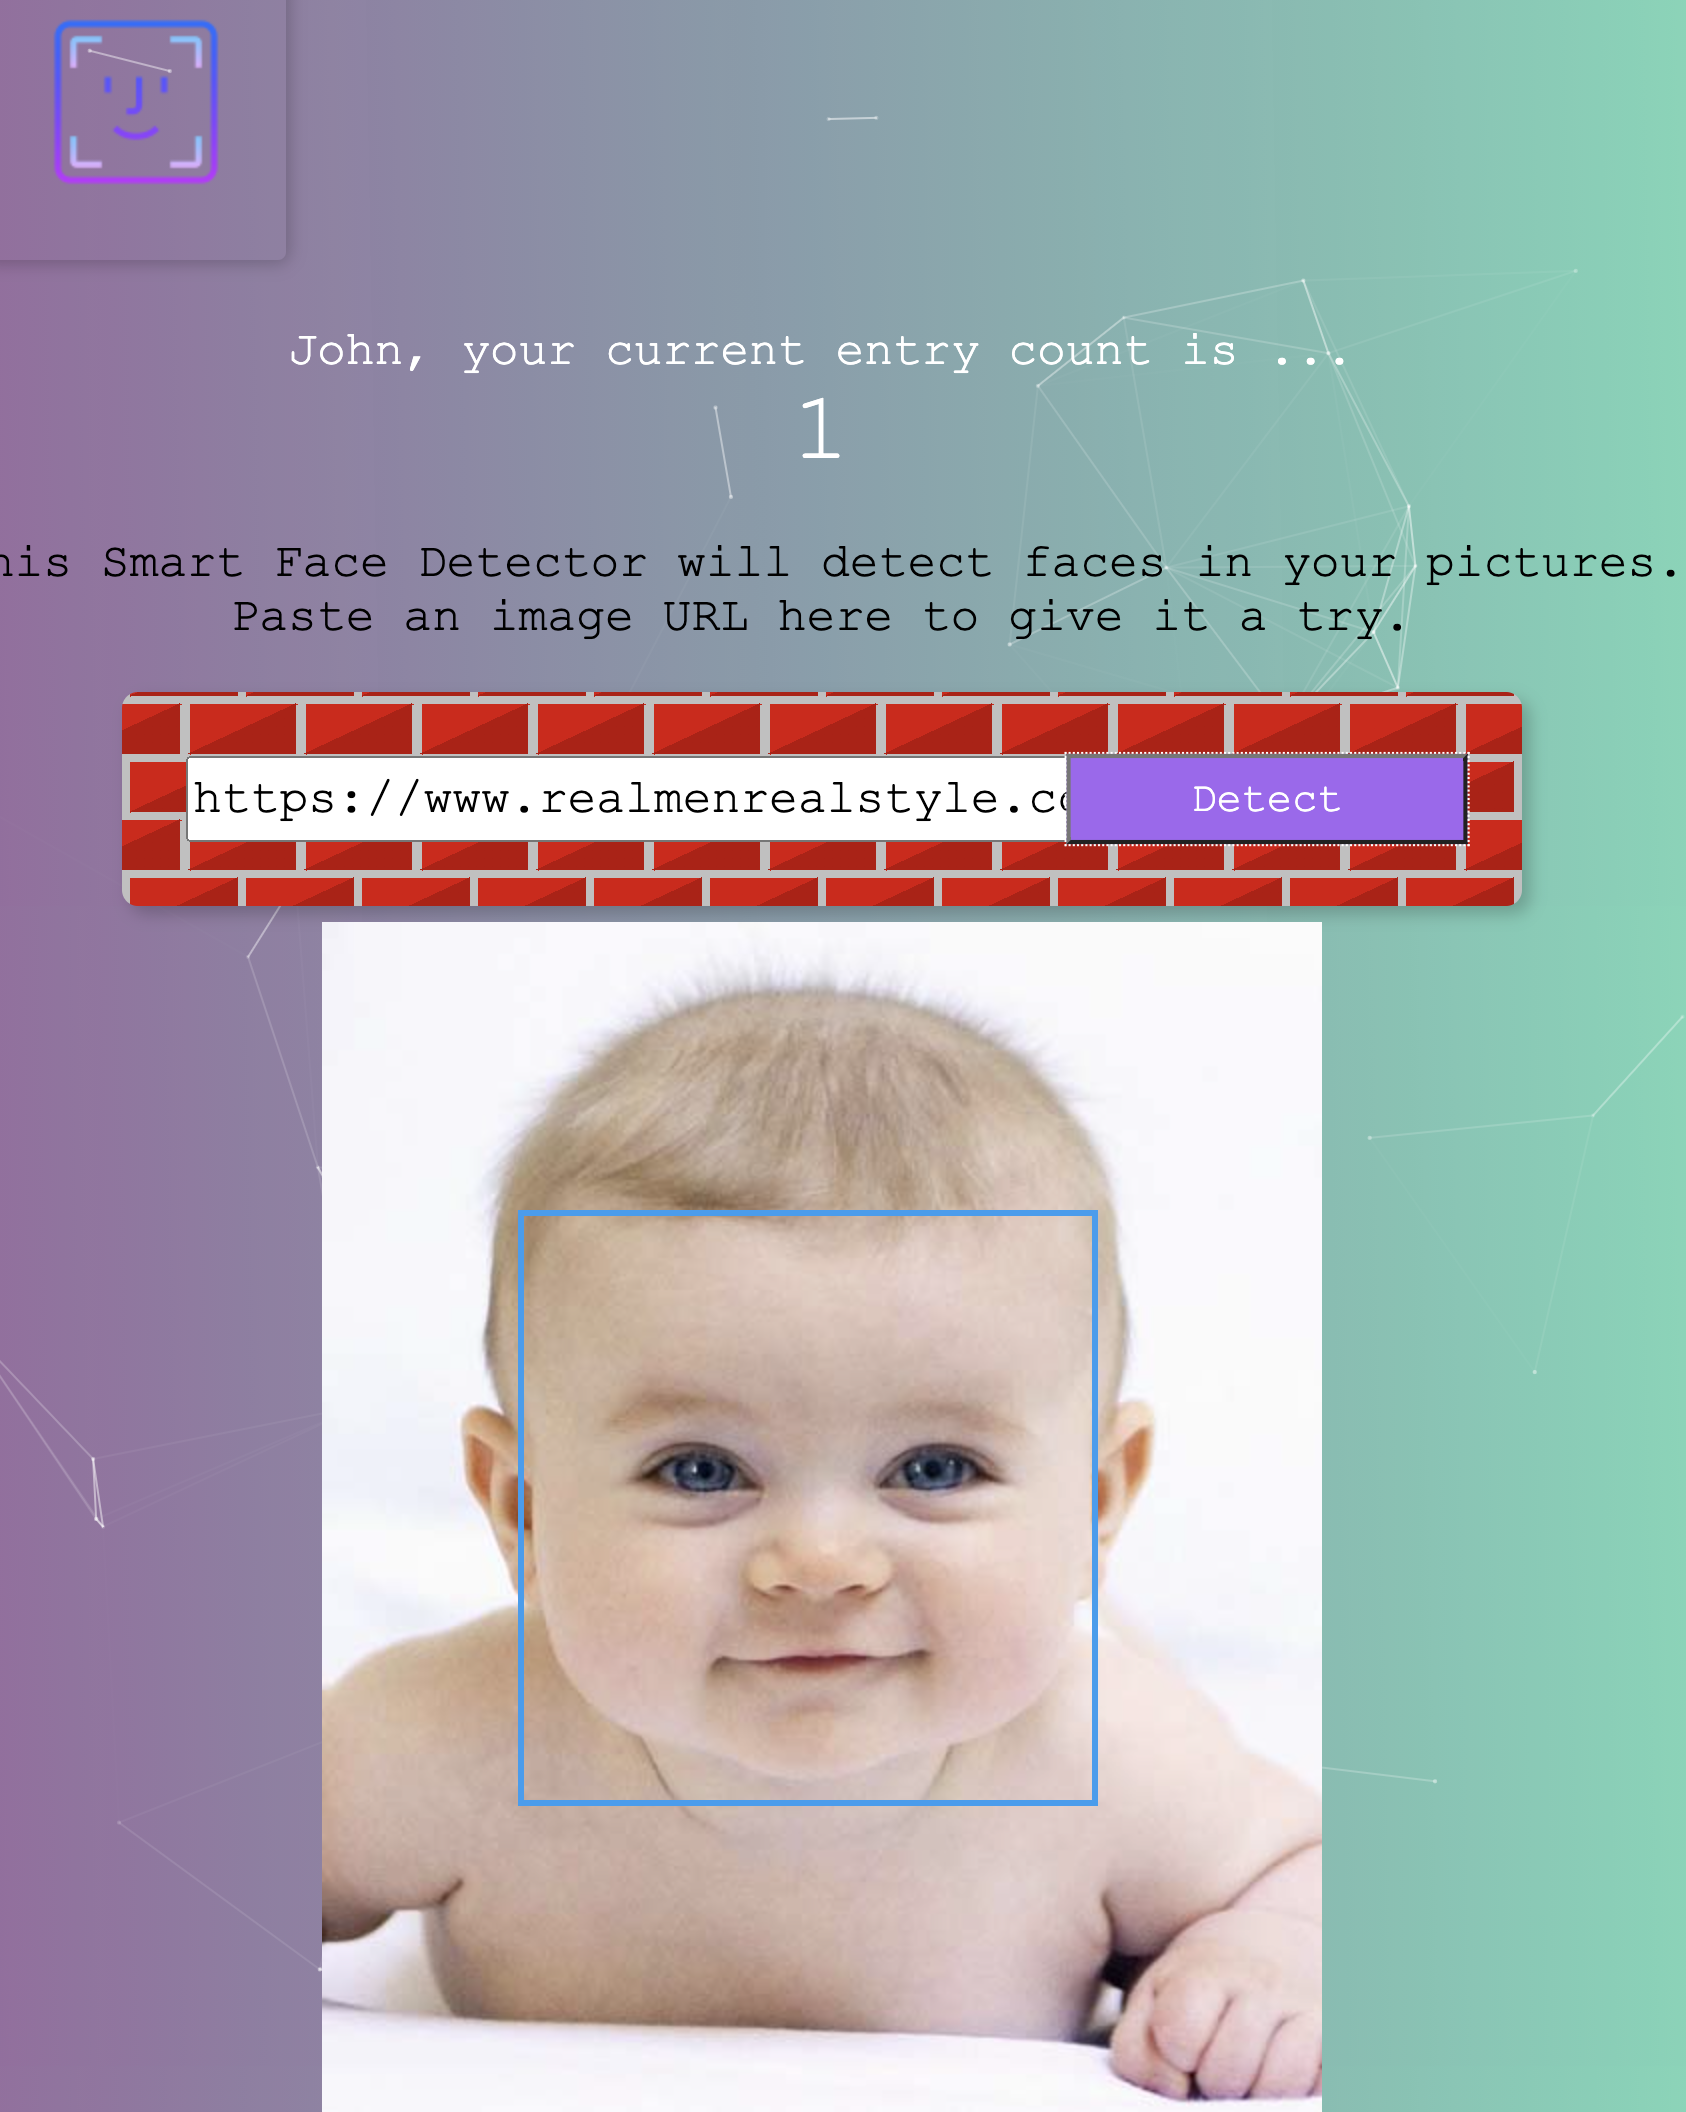 John, your current entry count is ...
1
his Smart Face Detector will detect faces in your pictures.
Paste an image URL here to give it a try.
https://www.realmenrealstyle.co
Detect